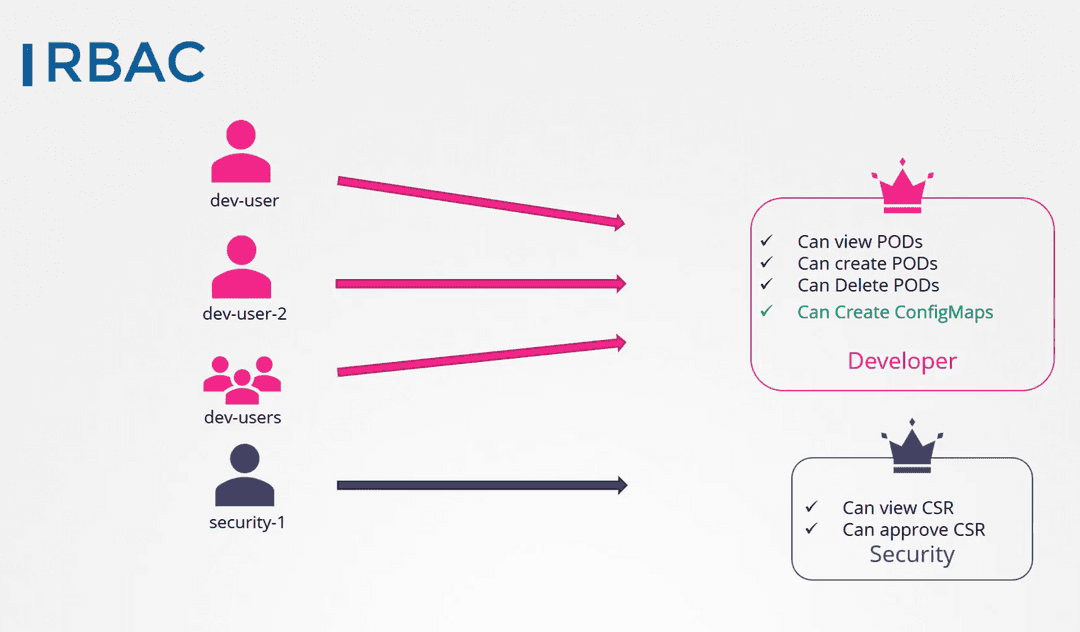 RBAC
dev-user
dev-user-2
dev-users
security-1
Can view PODs
Can create PODs
Can Delete PODs
Can Create ConfigMaps
Developer
Can view CSR
Can approve CSR
Security